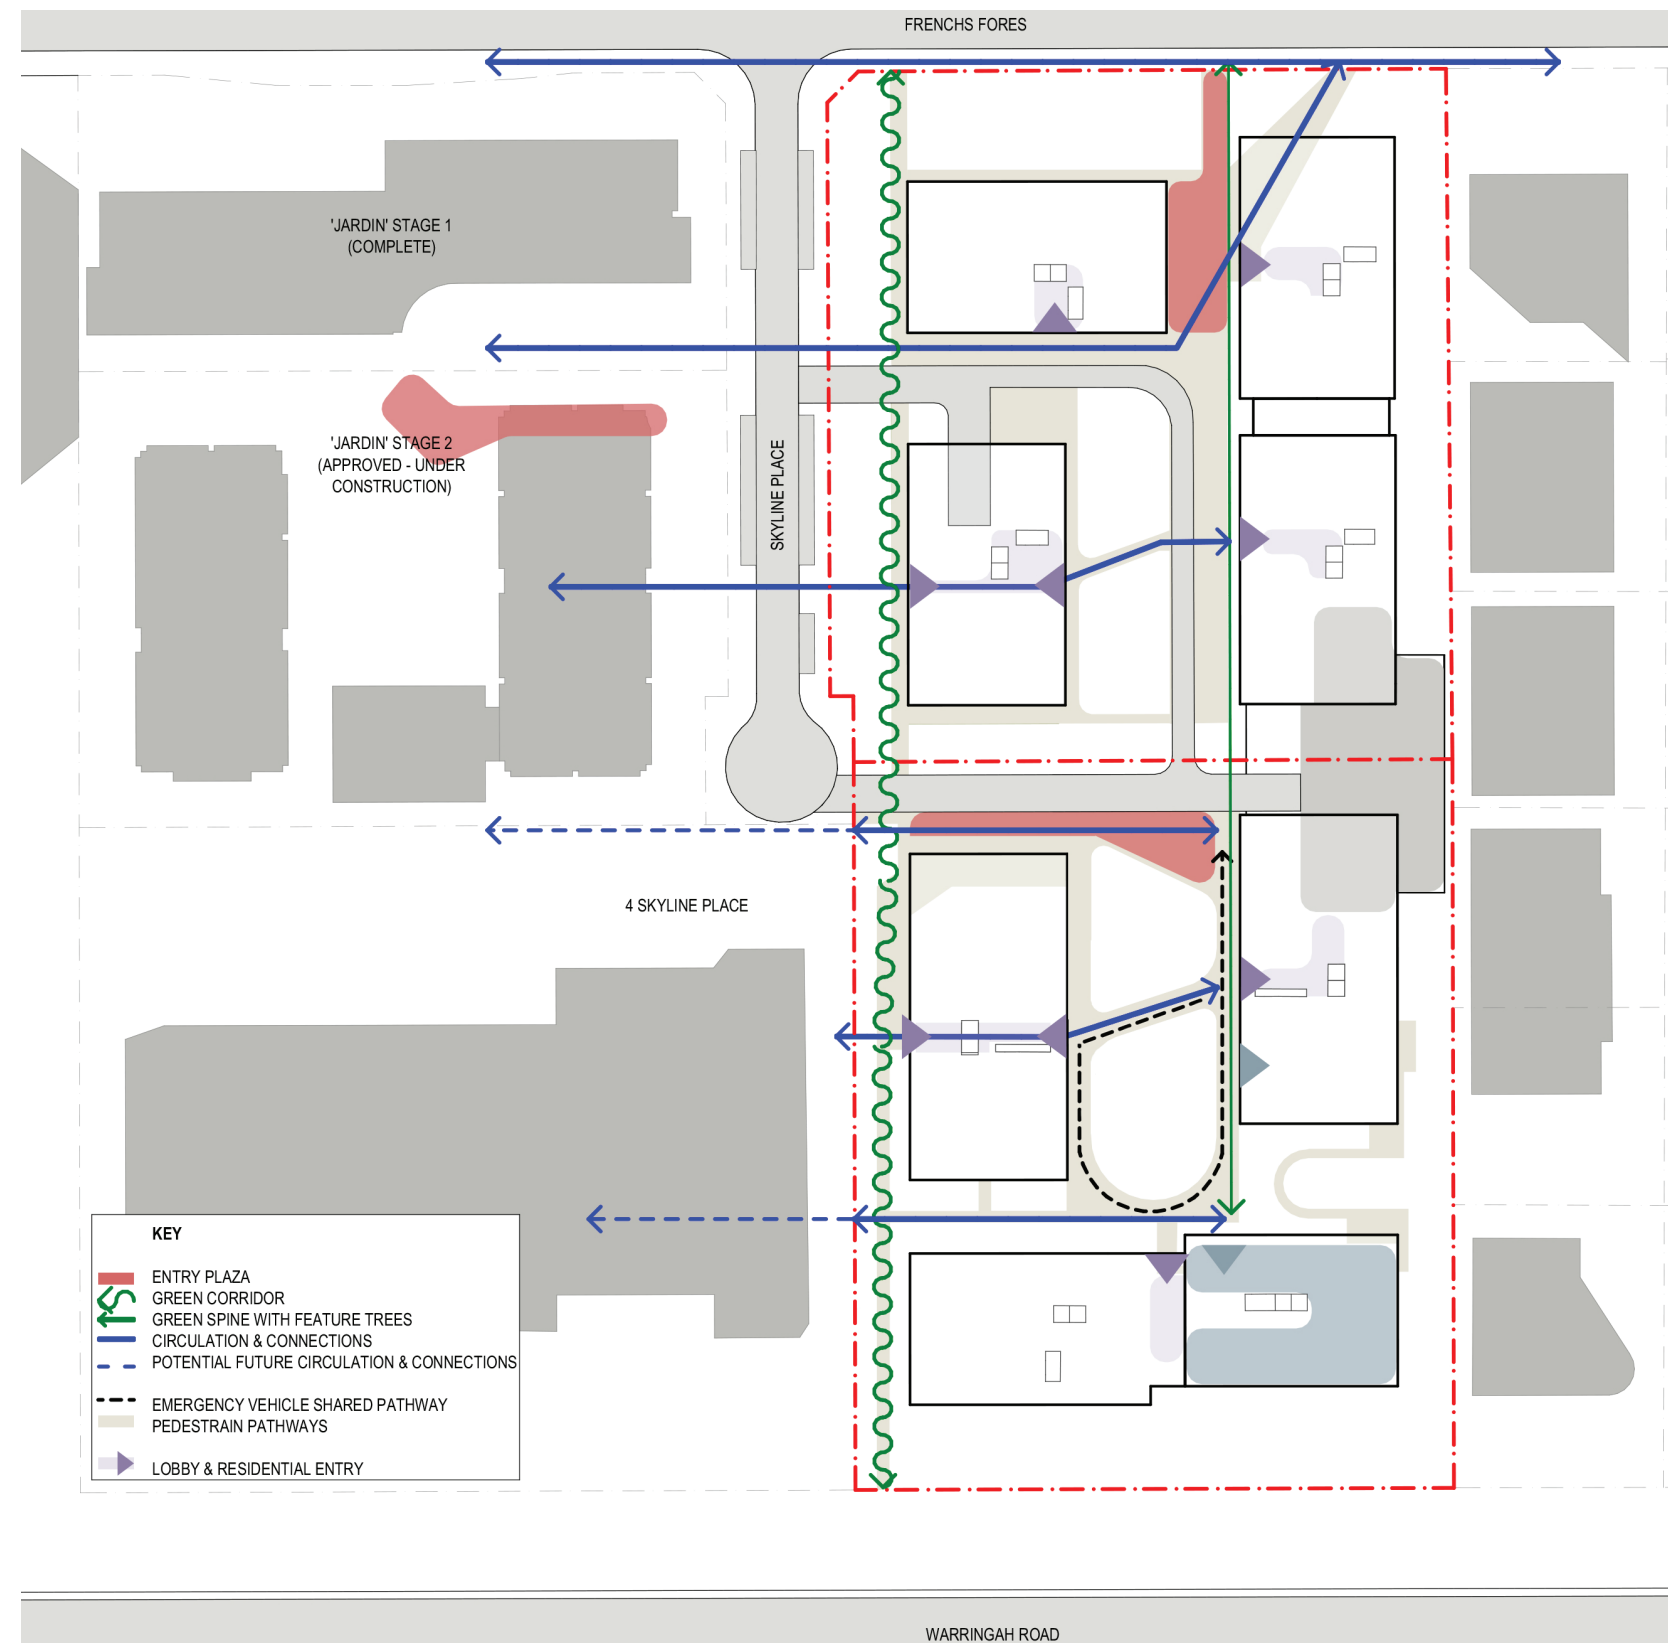 FRENCHS FORES
'JARDIN' STAGE 1
(COMPLETE)
'JARDIN' STAGE 2
(APPROVED - UNDER
CONSTRUCTION)
SKYLINE PLACE
4 SKYLINE PLACE
KEY
ENTRY PLAZA
GREEN CORRIDOR
GREEN SPINE WITH FEATURE TREES
CIRCULATION & CONNECTIONS
POTENTIAL FUTURE CIRCULATION & CONNECTIONS
EMERGENCY VEHICLE SHARED PATHWAY
PEDESTRAIN PATHWAYS
LOBBY & RESIDENTIAL ENTRY
WARRINGAH ROAD